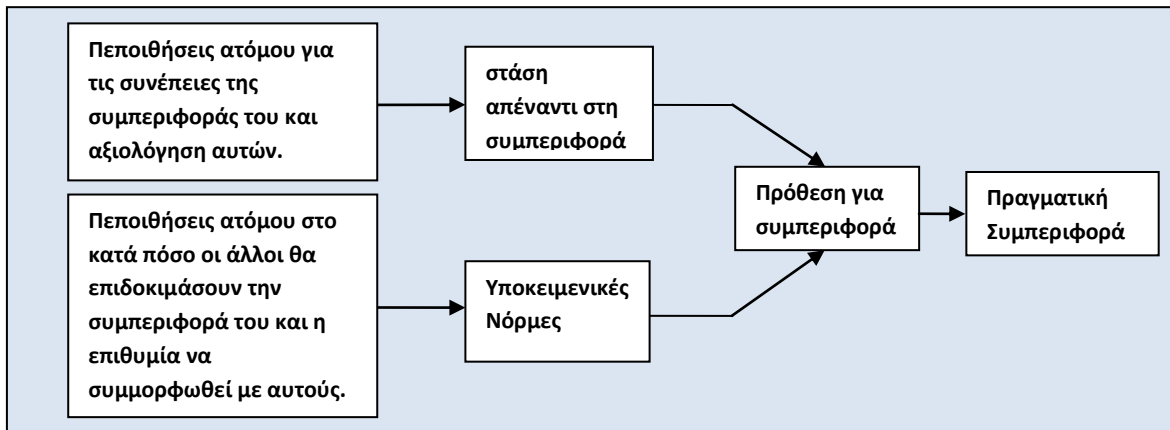 Πεποιθήσεις ατόμου για
τις συνέπειες της
συμπεριφοράς του και
αξιολόγηση αυτών.
στάση
απέναντι στη
συμπεριφορά
Πεποιθήσεις ατόμου στο
κατά πόσο οι άλλοι θα
επιδοκιμάσουν την
συμπεριφορά του και η
επιθυμία να
συμμορφωθεί με αυτούς.
Υποκειμενικές
Νόρμες
Πρόθεση για
συμπεριφορά
Πραγματική
Συμπεριφορά